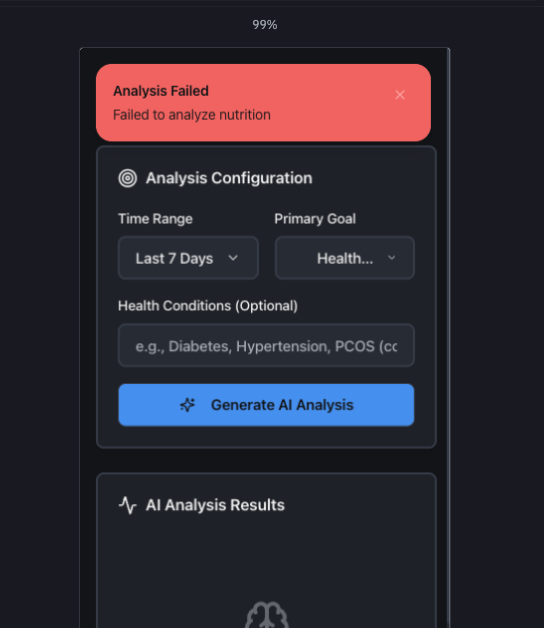 99%
Analysis Failed
Failed to analyze nutrition
Analysis Configuration
Time Range
Primary Goal
Last 7 Days
Health...
Health Conditions (Optional)
e.g., Diabetes, Hypertension, PCOS (cc
Generate AI Analysis
AI Analysis Results